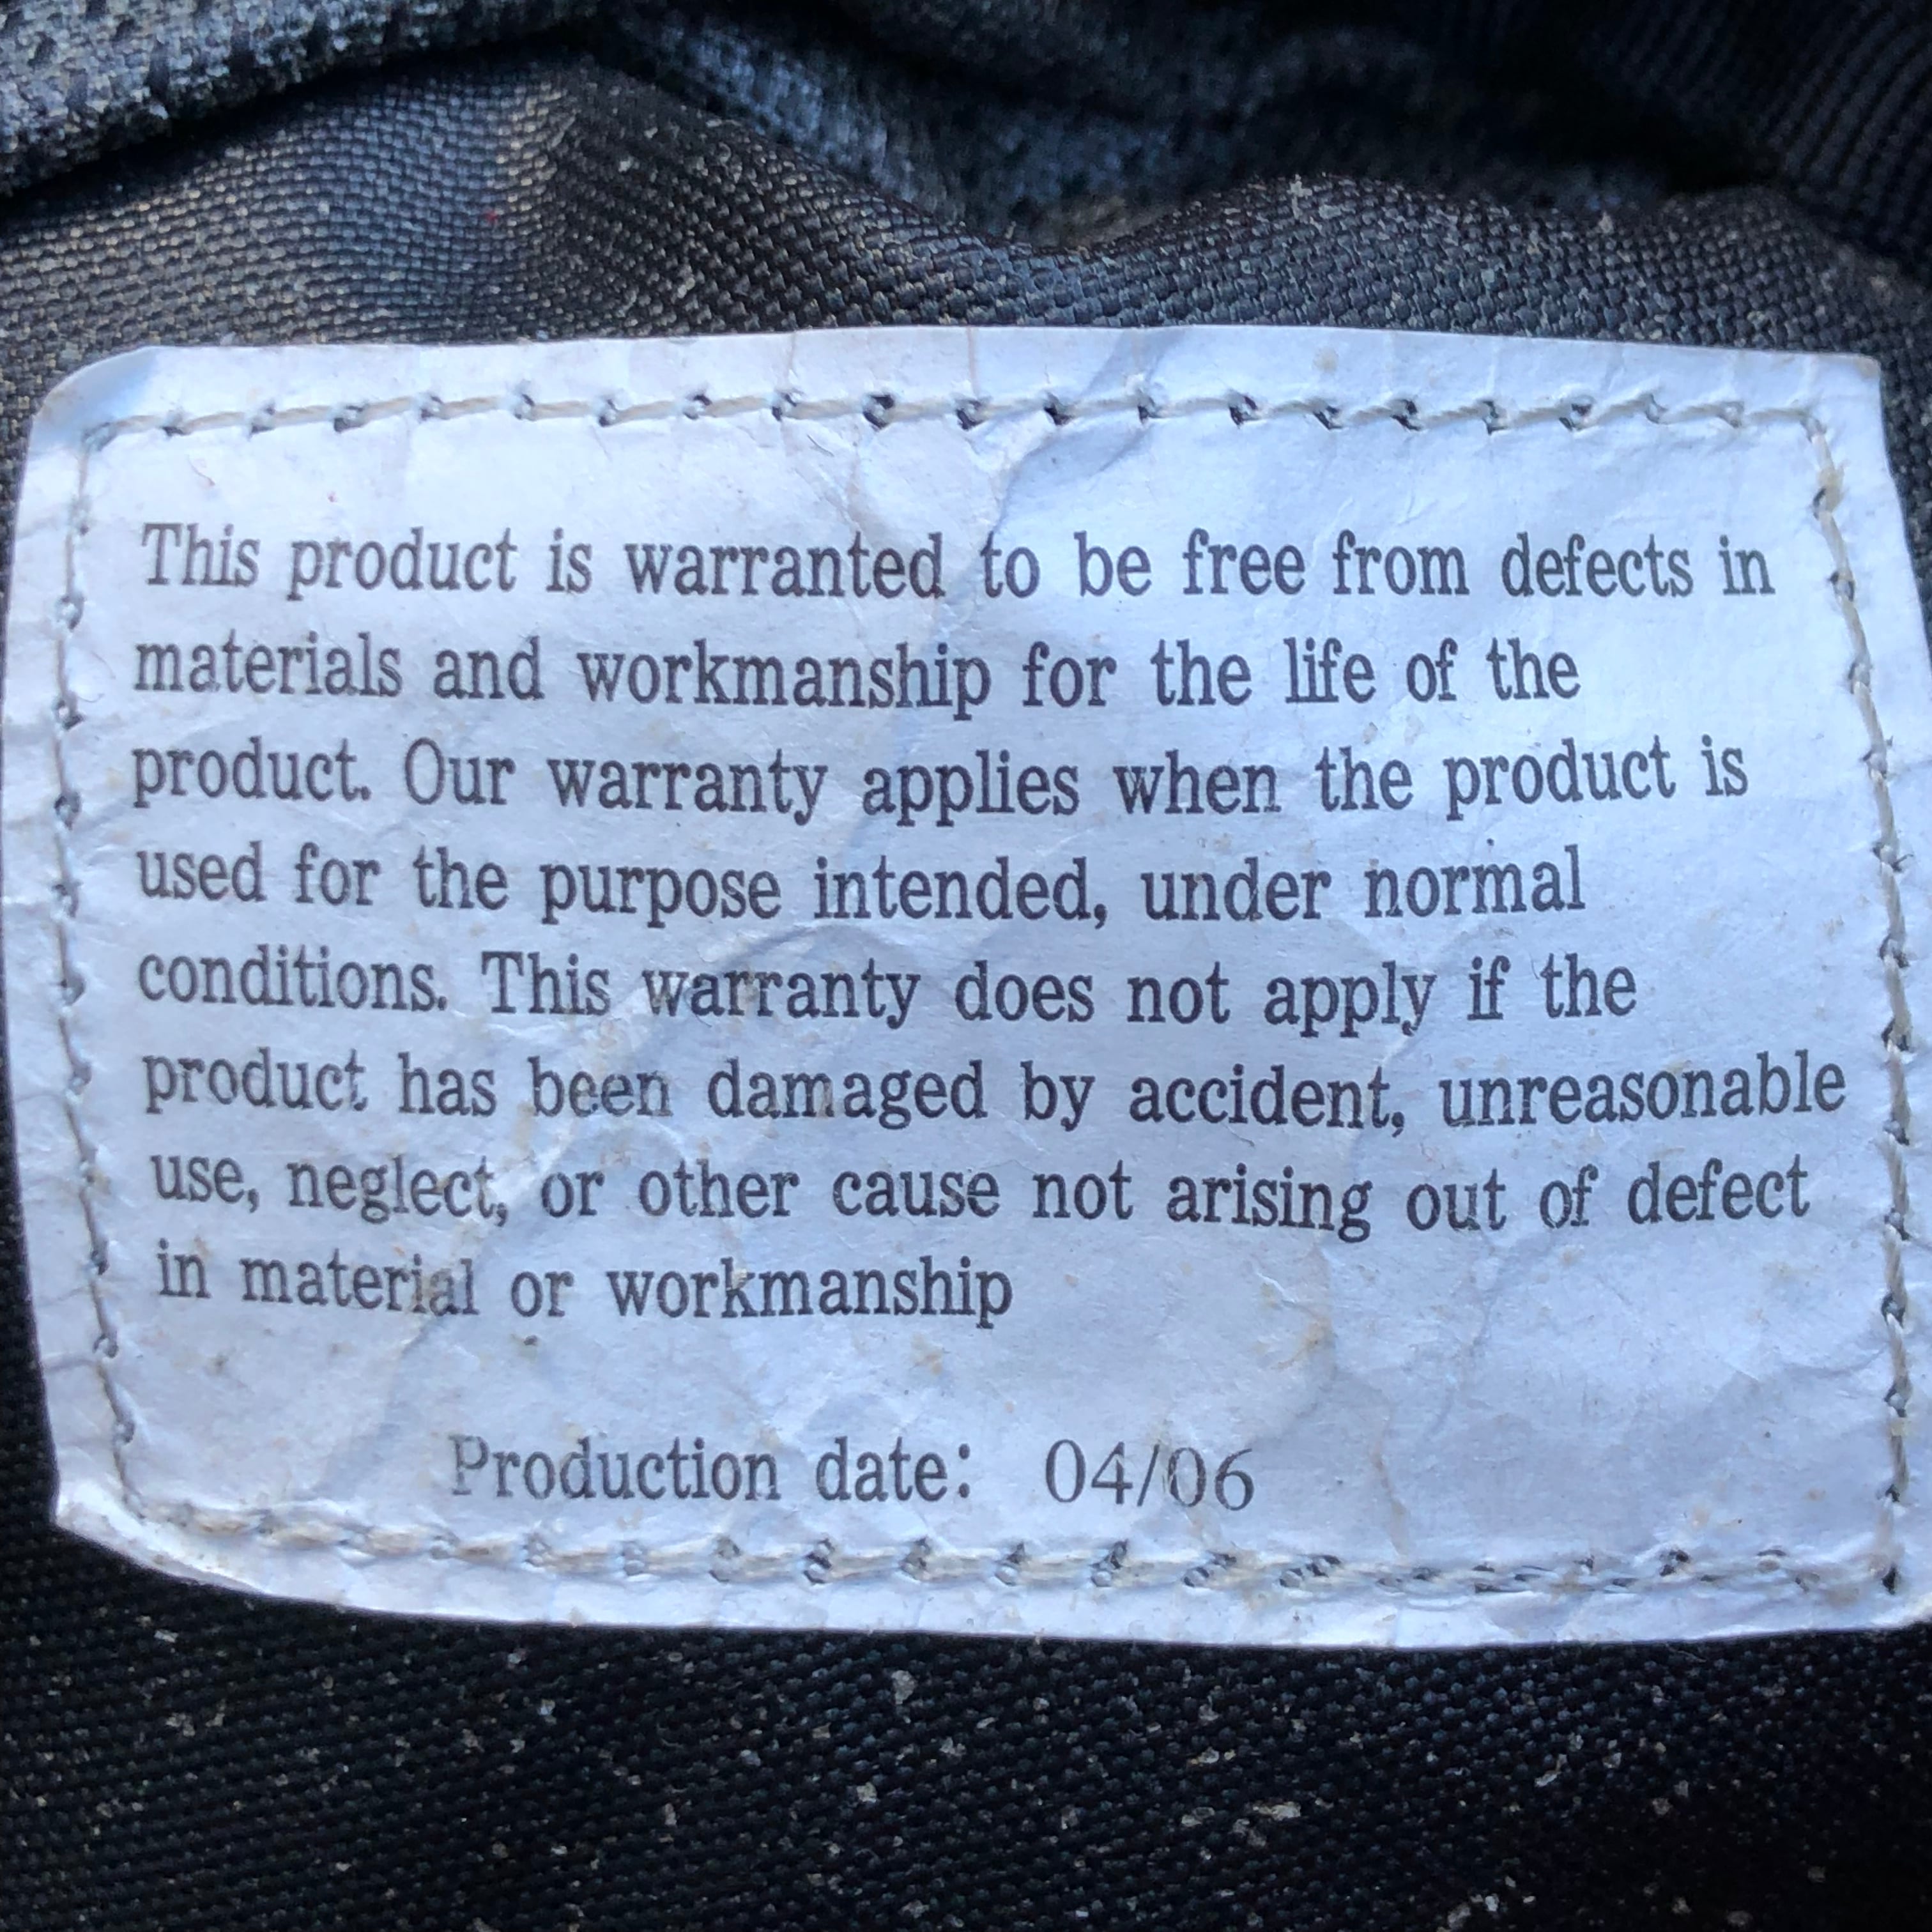 This product is warranted to be free from defects in
materials and workmanship for the life of the
product. Our warranty applies when the product is
used for the purpose intended, under normal
conditions. This warranty does not apply if the
product has been damaged by accident, unreasonable
use, neglect, or other cause not arising out of defect
in material or workmanship
Production date: 04/06